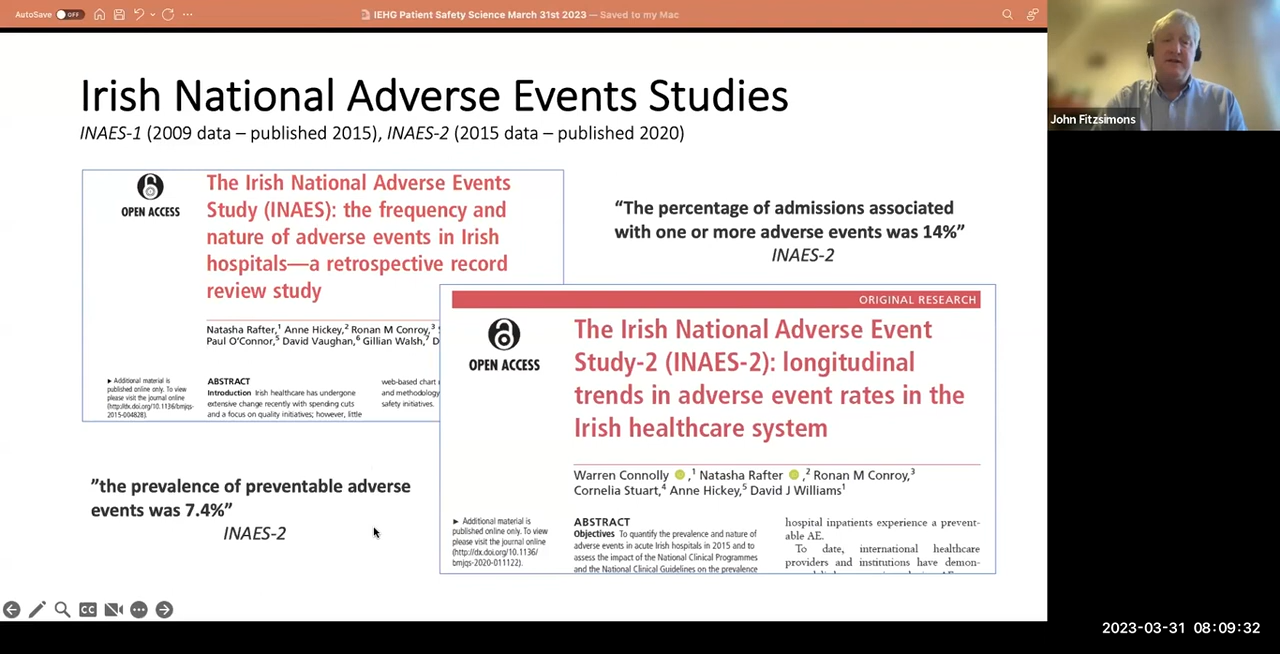 AutoSave OFF
IEHG Patient Safety Science March 31st 2023 — Saved to my Mac
John Fitzsimons
Irish National Adverse Events Studies
INAES-1 (2009 data – published 2015), INAES-2 (2015 data – published 2020)
OPEN ACCESS
The Irish National Adverse Events
Study (INAES): the frequency and
nature of adverse events in Irish
hospitals—a retrospective record
review study
Natasha Rafter,1 Anne Hickey,2 Ronan M Conroy,3
Paul O'Connor,5 David Vaughan,6 Gillian Walsh,7 D
► Additional material is
published online only. To view
please visit the journal online
(http://dx.doi.org/10.1136/bmjqs-
2015-004828).
ABSTRACT
Introduction Irish healthcare has undergone
extensive change recently with spending cuts
and a focus on quality initiatives; however, little
web-based chart r
and methodology
safety initiatives.
“The percentage of admissions associated
with one or more adverse events was 14%”
INAES-2
ORIGINAL RESEARCH
OPEN ACCESS
The Irish National Adverse Event
Study-2 (INAES-2): longitudinal
trends in adverse event rates in the
Irish healthcare system
Warren Connolly ,1 Natasha Rafter ,2 Ronan M Conroy,3
Cornelia Stuart,4 Anne Hickey,5 David J Williams1
► Additional material is
published online only. To view
please visit the journal online
(http://dx.doi.org/10.1136/
bmjqs-2020-011122).
ABSTRACT
Objectives To quantify the prevalence and nature of
adverse events in acute Irish hospitals in 2015 and to
assess the impact of the National Clinical Programmes
and the National Clinical Guidelines on the prevalence
hospital inpatients experience a prevent-
able AE.
To date, international healthcare
providers and institutions have demon-
”the prevalence of preventable adverse
events was 7.4%”
INAES-2
CC
2023-03-31 08:09:32